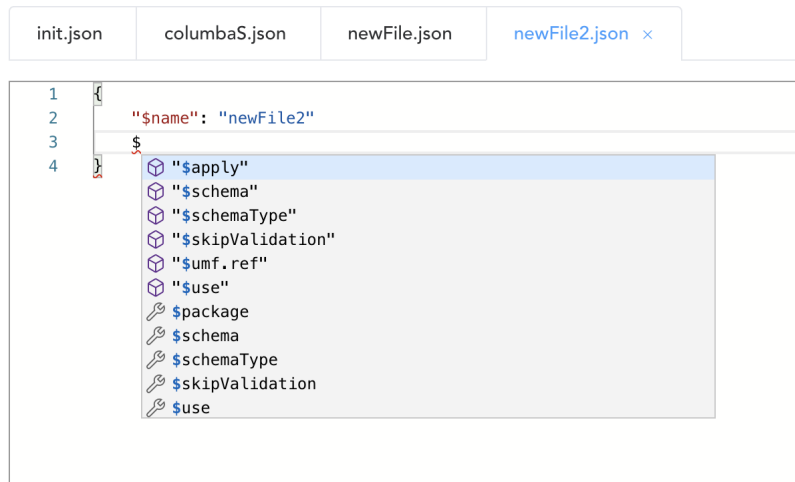 init.json columbaS.json newFile.json newFile2.json ×
1 {
2 "$name": "newFile2"
3 $
4 }
"$apply"
"$schema"
"$schemaType"
"$skipValidation"
"$umf.ref"
"$use"
$package
$schema
$schemaType
$skipValidation
$use